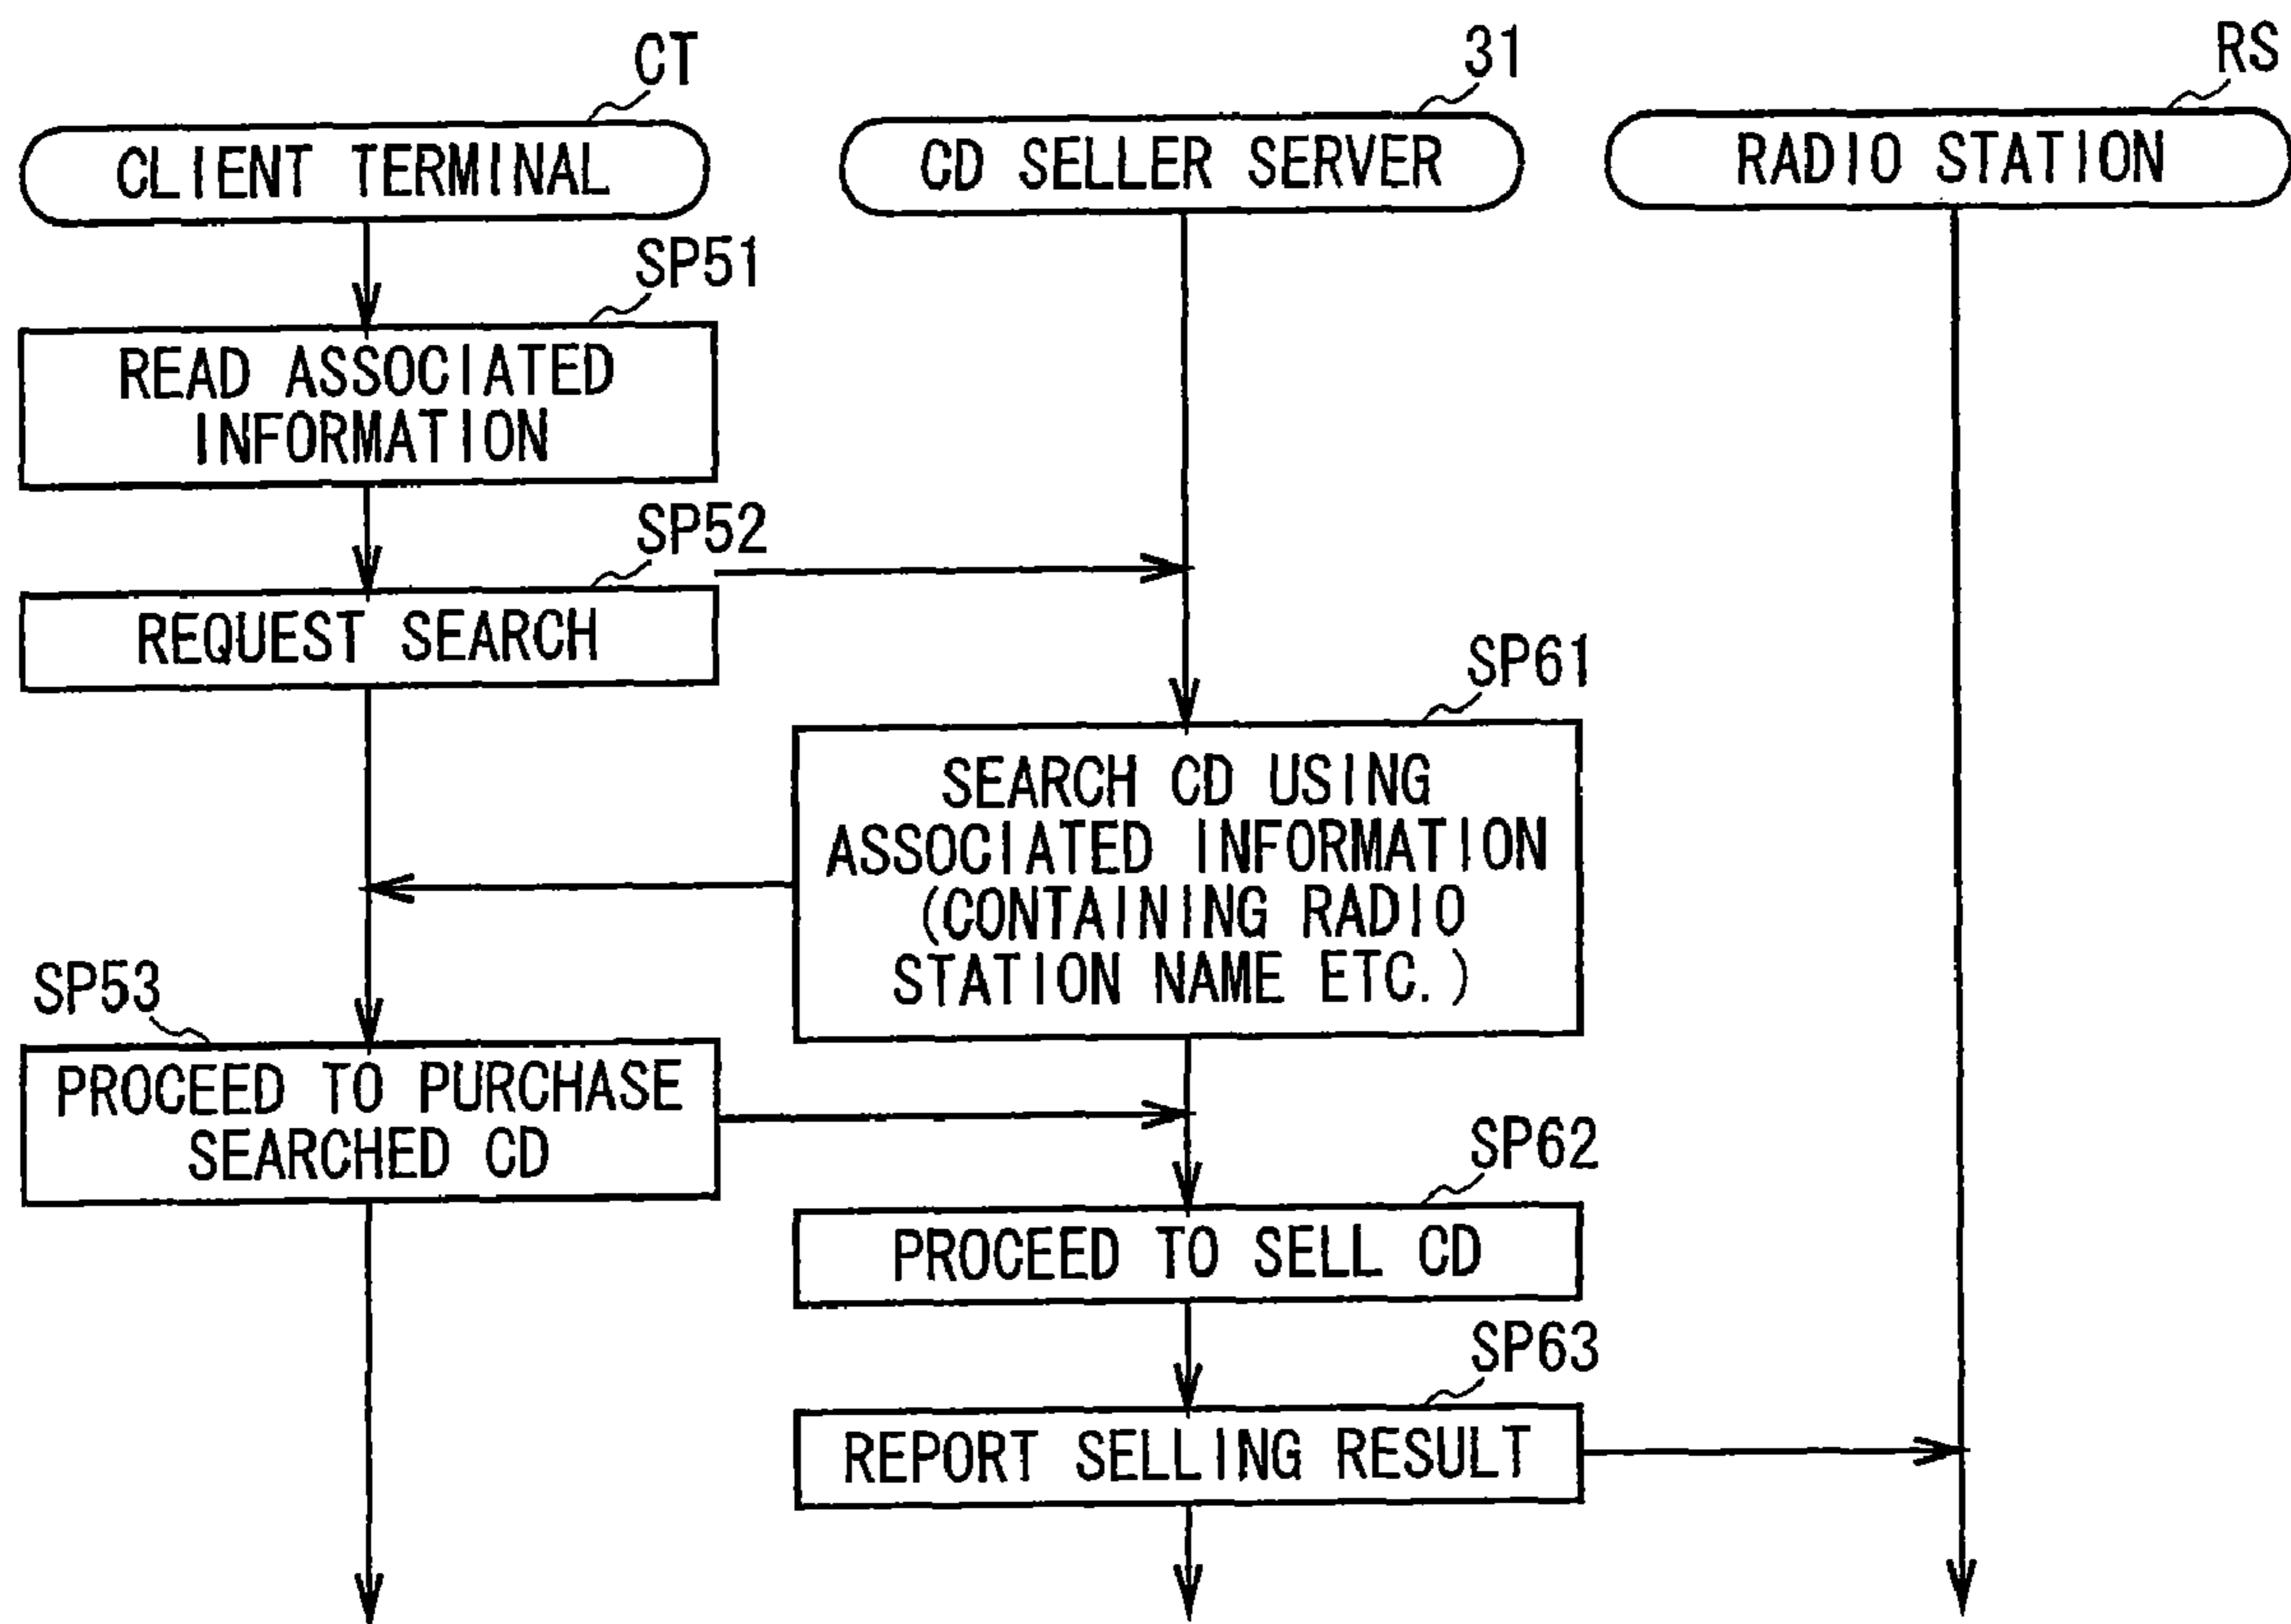 CT
31
RS
CLIENT TERMINAL
CD SELLER SERVER
RADIO STATION
SP51
READ ASSOCIATED
INFORMATION
SP52
REQUEST SEARCH
SP61
SEARCH CD USING
ASSOCIATED INFORMATION
(CONTAINING RADIO
STATION NAME ETC.)
SP53
PROCEED TO PURCHASE
SEARCHED CD
SP62
PROCEED TO SELL CD
SP63
REPORT SELLING RESULT